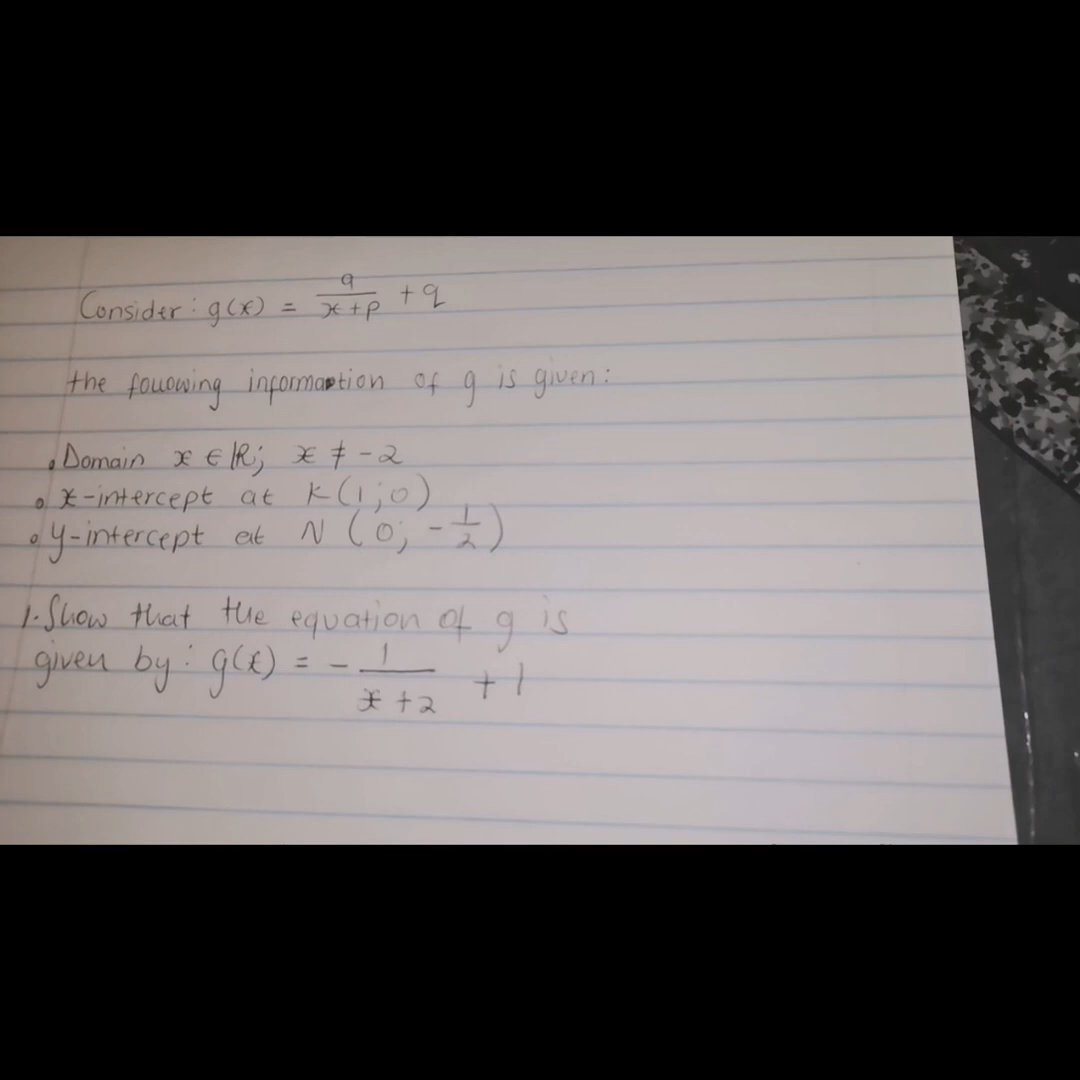 Consider: g(x) = a/(x+p) + q
the following information of g is given:
• Domain x ∈ ℝ; x ≠ -2
• x-intercept at K(1;0)
• y-intercept at N (0; -1/2)
1. Show that the equation of g is
given by: g(x) = - 1/(x+2) + 1